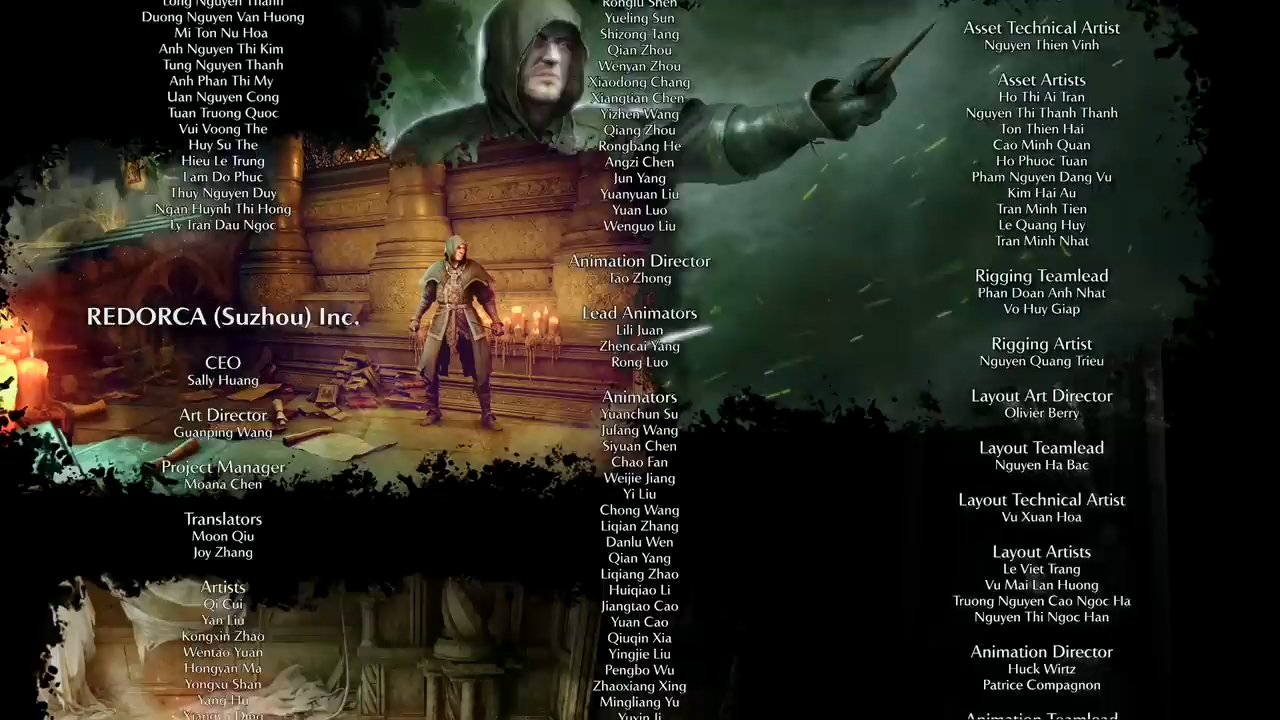 Long Nguyen Thanh
Duong Nguyen Van Huong
Mi Ton Nu Hoa
Anh Nguyen Thi Kim
Tung Nguyen Thanh
Anh Phan Thi My
Uan Nguyen Cong
Tuan Truong Quoc
Vui Voong The
Huy Su The
Hieu Le Trung
Lam Do Phuc
Thuy Nguyen Duy
Ngan Huynh Thi Hong
Ly Tran Dau Ngoc
REDORCA (Suzhou) Inc.
CEO
Sally Huang
Art Director
Guanping Wang
Project Manager
Moana Chen
Translators
Moon Qiu
Joy Zhang
Artists
Qi Cui
Yan Liu
Kongxin Zhao
Wentao Yuan
Hongyan Ma
Yongxu Shan
Yang Hu
Xiangyu Ding
Ronglu Shen
Yueling Sun
Shizong Tang
Qian Zhou
Wenyan Zhou
Xiaodong Chang
Xiangtian Chen
Yizhen Wang
Qiang Zhou
Rongbang He
Angzi Chen
Jun Yang
Yuanyuan Liu
Yuan Luo
Wenguo Liu
Animation Director
Tao Zhong
Lead Animators
Lili Juan
Zhencai Yang
Rong Luo
Animators
Yuanchun Su
Jufang Wang
Siyuan Chen
Chao Fan
Weijie Jiang
Yi Liu
Chong Wang
Liqian Zhang
Danlu Wen
Qian Yang
Liqiang Zhao
Huiqiao Li
Jiangtao Cao
Yuan Cao
Qiuqin Xia
Yingjie Liu
Pengbo Wu
Zhaoxiang Xing
Mingliang Yu
Yuxin Ji
Asset Technical Artist
Nguyen Thien Vinh
Asset Artists
Ho Thi Ai Tran
Nguyen Thi Thanh Thanh
Ton Thien Hai
Cao Minh Quan
Ho Phuoc Tuan
Pham Nguyen Dang Vu
Kim Hai Au
Tran Minh Tien
Le Quang Huy
Tran Minh Nhat
Rigging Teamlead
Phan Doan Anh Nhat
Vo Huy Giap
Rigging Artist
Nguyen Quang Trieu
Layout Art Director
Olivier Berry
Layout Teamlead
Nguyen Ha Bac
Layout Technical Artist
Vu Xuan Hoa
Layout Artists
Le Viet Trang
Vu Mai Lan Huong
Truong Nguyen Cao Ngoc Ha
Nguyen Thi Ngoc Han
Animation Director
Huck Wirtz
Patrice Compagnon
Animation Teamlead